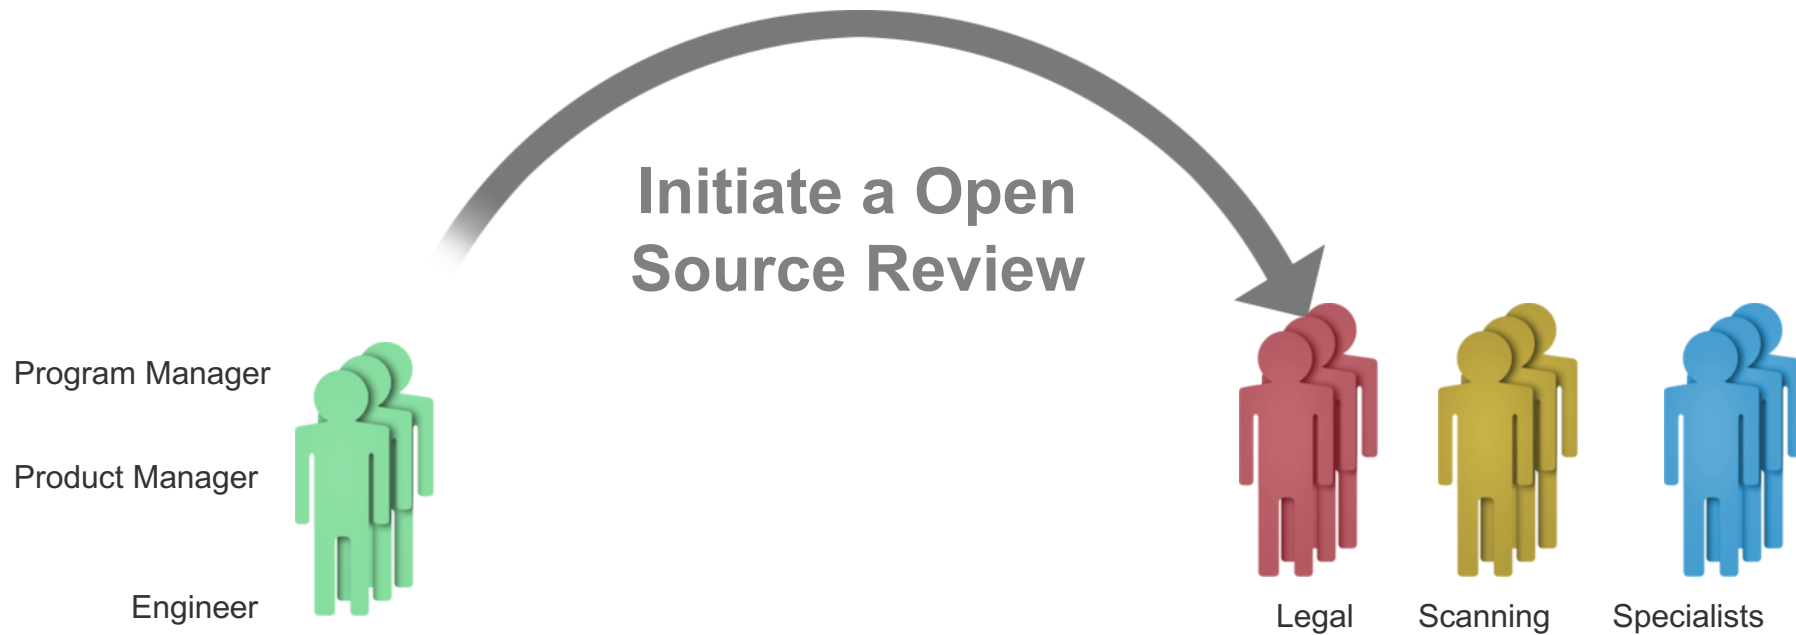 Initiate a Open
Source Review
Program Manager
Product Manager
Engineer
Legal
Scanning
Specialists